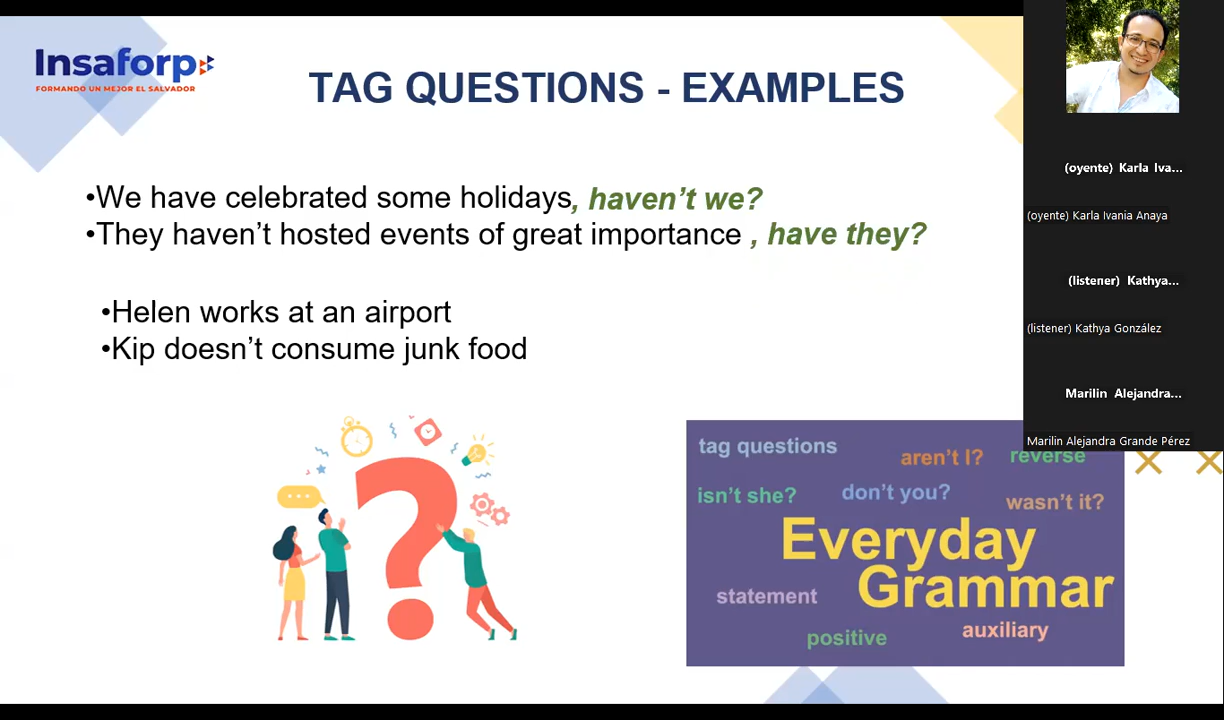 Insaforp
FORMANDO UN MEJOR EL SALVADOR
TAG QUESTIONS - EXAMPLES
•We have celebrated some holidays, haven't we?
•They haven't hosted events of great importance , have they?
•Helen works at an airport
•Kip doesn't consume junk food
tag questions
aren't I?
reverse
isn't she?
don't you?
wasn't it?
Everyday
Grammar
statement
positive
auxiliary
(oyente) Karla Iva...
(oyente) Karla Ivania Anaya
(listener) Kathya...
(listener) Kathya González
Marilin Alejandra...
Marilin Alejandra Grande Pérez